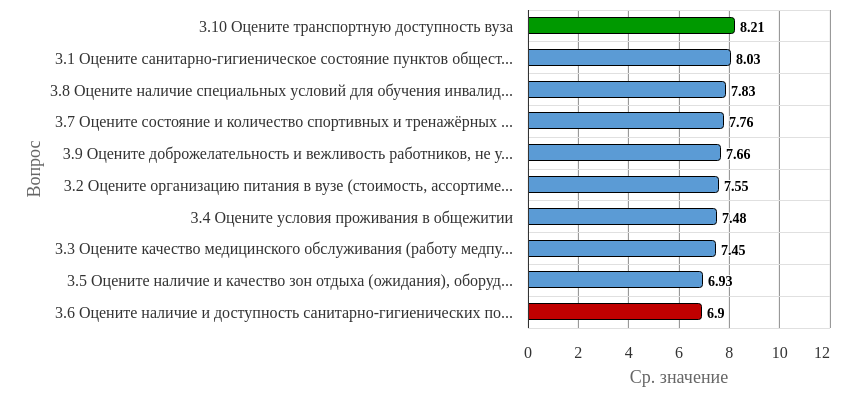 3.10 Оцените транспортную доступность вуза 8.21
3.1 Оцените санитарно-гигиеническое состояние пунктов общест... 8.03
3.8 Оцените наличие специальных условий для обучения инвалид... 7.83
3.7 Оцените состояние и количество спортивных и тренажёрных ... 7.76
3.9 Оцените доброжелательность и вежливость работников, не у... 7.66
3.2 Оцените организацию питания в вузе (стоимость, ассортиме... 7.55
3.4 Оцените условия проживания в общежитии 7.48
3.3 Оцените качество медицинского обслуживания (работу медпу... 7.45
3.5 Оцените наличие и качество зон отдыха (ожидания), оборуд... 6.93
3.6 Оцените наличие и доступность санитарно-гигиенических по... 6.9
Вопрос
0 2 4 6 8 10 12
Ср. значение